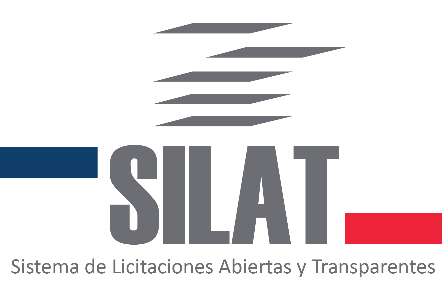 SILAT
Sistema de Licitaciones Abiertas y Transparentes